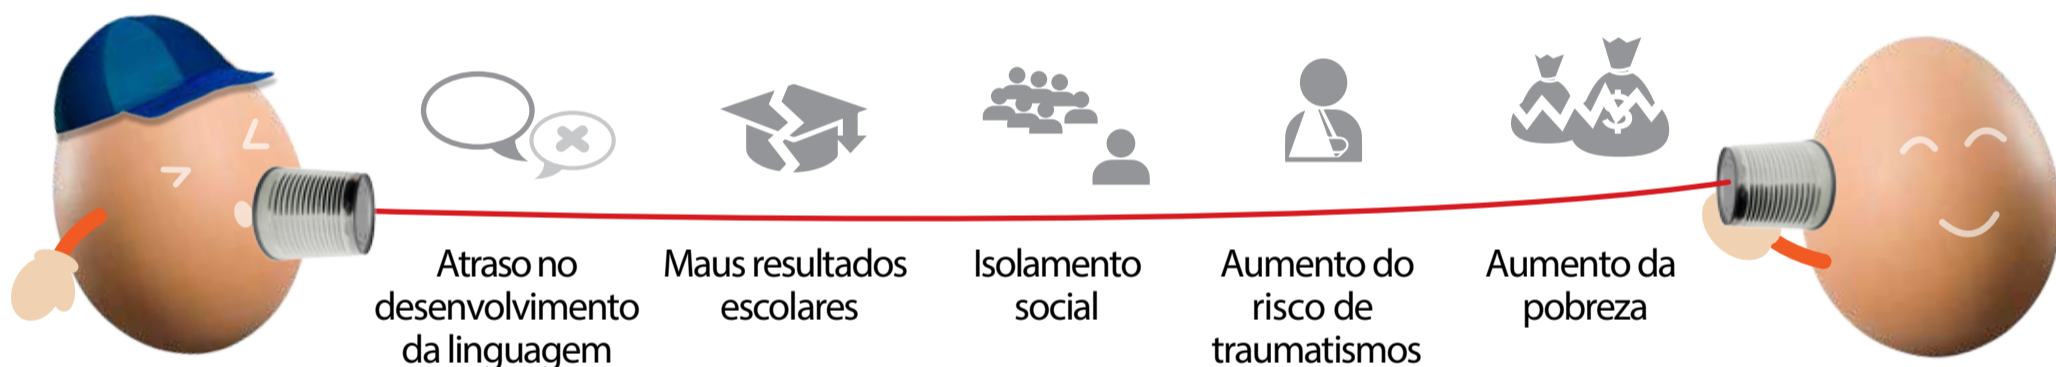 Atraso no
desenvolvimento
da linguagem
Maus resultados
escolares
Isolamento
social
Aumento do
risco de
traumatismos
Aumento da
pobreza
$